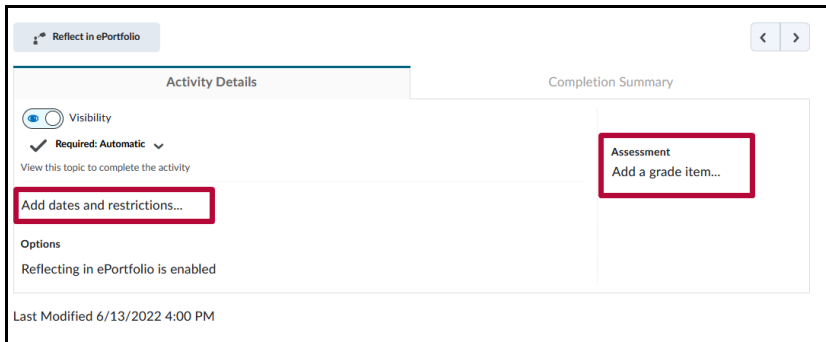 Reflect in ePortfolio
Activity Details
Completion Summary
Visibility
Required: Automatic
View this topic to complete the activity
Assessment
Add a grade item...
Add dates and restrictions...
Options
Reflecting in ePortfolio is enabled
Last Modified 6/13/2022 4:00 PM